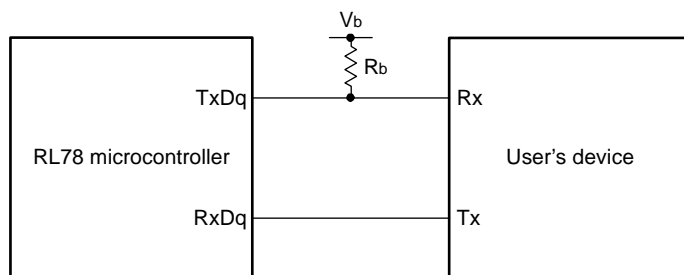 Vb
Rb
TxDq
Rx
RL78 microcontroller
User's device
RxDq
Tx